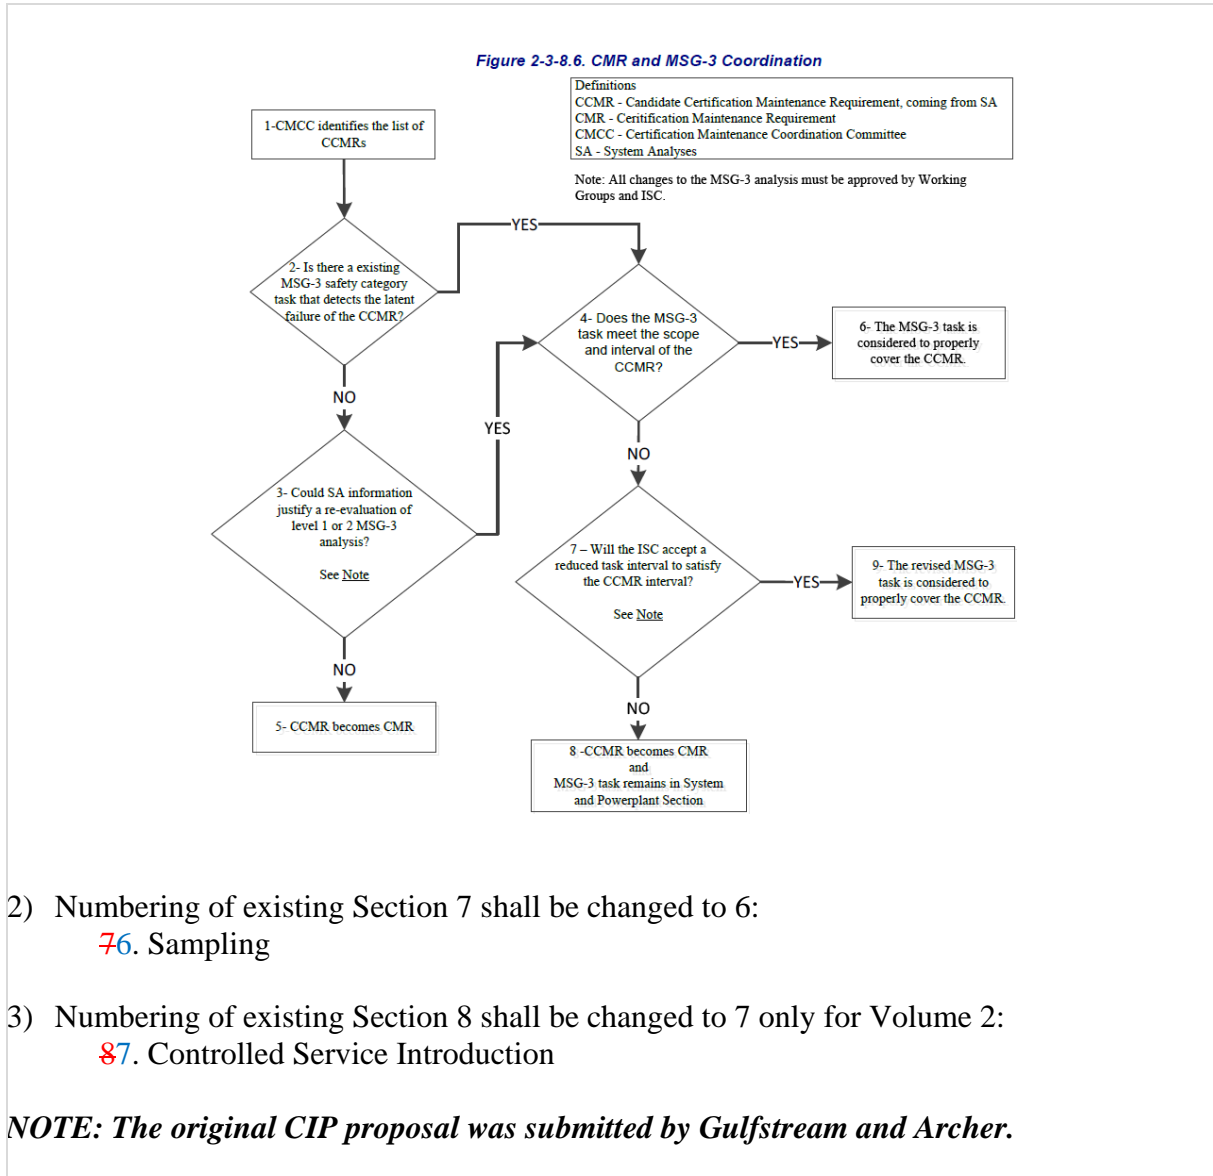 Figure 2-3-8.6. CMR and MSG-3 Coordination
Definitions
CCMR - Candidate Certification Maintenance Requirement, coming from SA
CMR - Ceritification Maintenance Requirement
CMCC - Certification Maintenance Coordination Committee
SA - System Analyses
Note: All changes to the MSG-3 analysis must be approved by Working
Groups and ISC.
1-CMCC identifies the list of
CCMRs
2- Is there a existing
MSG-3 safety category
task that detects the latent
failure of the CCMR?
YES
NO
3- Could SA information
justify a re-evaluation of
level 1 or 2 MSG-3
analysis?
See Note
YES
NO
5- CCMR becomes CMR
4- Does the MSG-3
task meet the scope
and interval of the
CCMR?
YES
6- The MSG-3 task is
considered to properly
cover the CCMR.
NO
7 – Will the ISC accept a
reduced task interval to satisfy
the CCMR interval?
See Note
YES
9- The revised MSG-3
task is considered to
properly cover the CCMR.
NO
8 -CCMR becomes CMR
and
MSG-3 task remains in System
and Powerplant Section
2) Numbering of existing Section 7 shall be changed to 6:
76. Sampling
3) Numbering of existing Section 8 shall be changed to 7 only for Volume 2:
87. Controlled Service Introduction
NOTE: The original CIP proposal was submitted by Gulfstream and Archer.